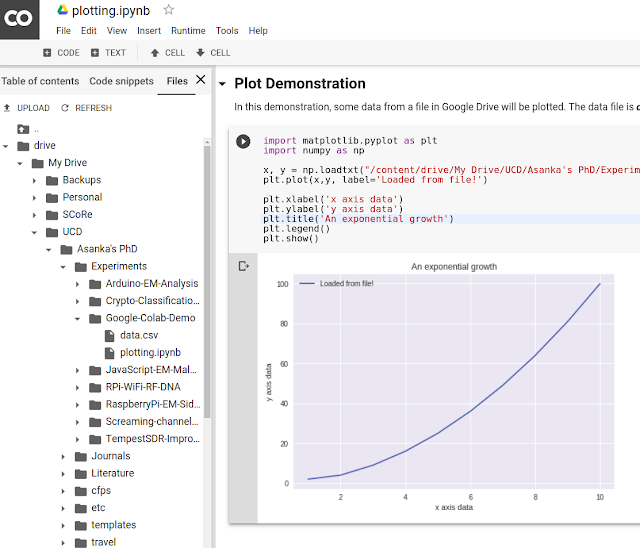 CO
plotting.ipynb
File Edit View Insert Runtime Tools Help
CODE TEXT CELL CELL
Table of contents Code snippets Files X
UPLOAD REFRESH
..
drive
My Drive
Backups
Personal
SCoRe
UCD
Asanka's PhD
Experiments
Arduino-EM-Analysis
Crypto-Classificatio...
Google-Colab-Demo
data.csv
plotting.ipynb
JavaScript-EM-Mal...
RPi-WiFi-RF-DNA
RaspberryPi-EM-Sid...
Screaming-channel...
TempestSDR-Impro...
Journals
Literature
cfps
etc
templates
travel
Plot Demonstration
In this demonstration, some data from a file in Google Drive will be plotted. The data file is
import matplotlib.pyplot as plt
import numpy as np
x, y = np.loadtxt("/content/drive/My Drive/UCD/Asanka's PhD/Experim
plt.plot(x,y, label='Loaded from file!')
plt.xlabel('x axis data')
plt.ylabel('y axis data')
plt.title('An exponential growth')
plt.legend()
plt.show()
An exponential growth
Loaded from file!
100
80
60
40
20
0
y axis data
2 4 6 8 10
x axis data